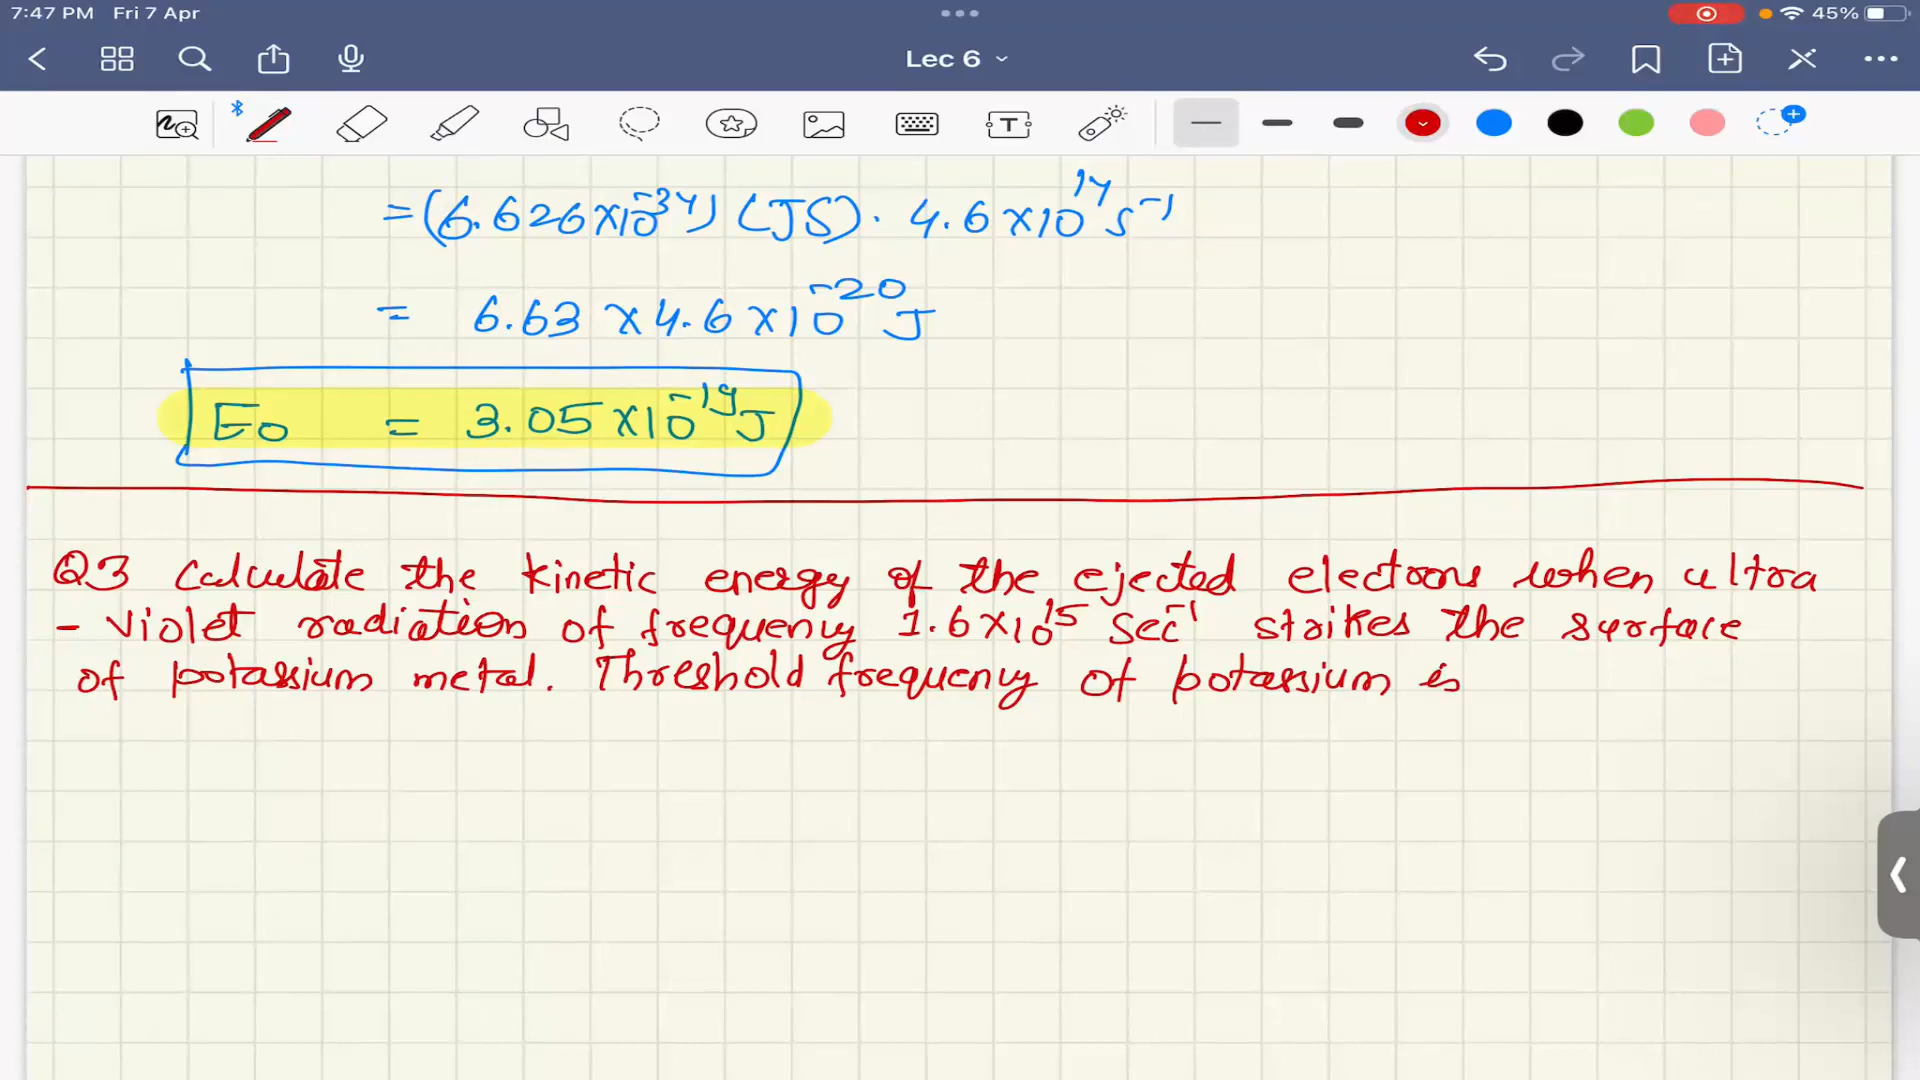 7:47 PM Fri 7 Apr
45%
Lec 6
=(6.626×10⁻³⁴) (JS). 4.6×10¹⁴ s⁻¹
= 6.63 ×4.6×10⁻²⁰ J
E₀ = 3.05×10⁻¹⁹ J
Q3 Calculate the kinetic energy of the ejected electrons when ultra
- violet radiation of frequency 1.6×10¹⁵ sec⁻¹ strikes the surface
of potassium metal. Threshold frequency of potassium is